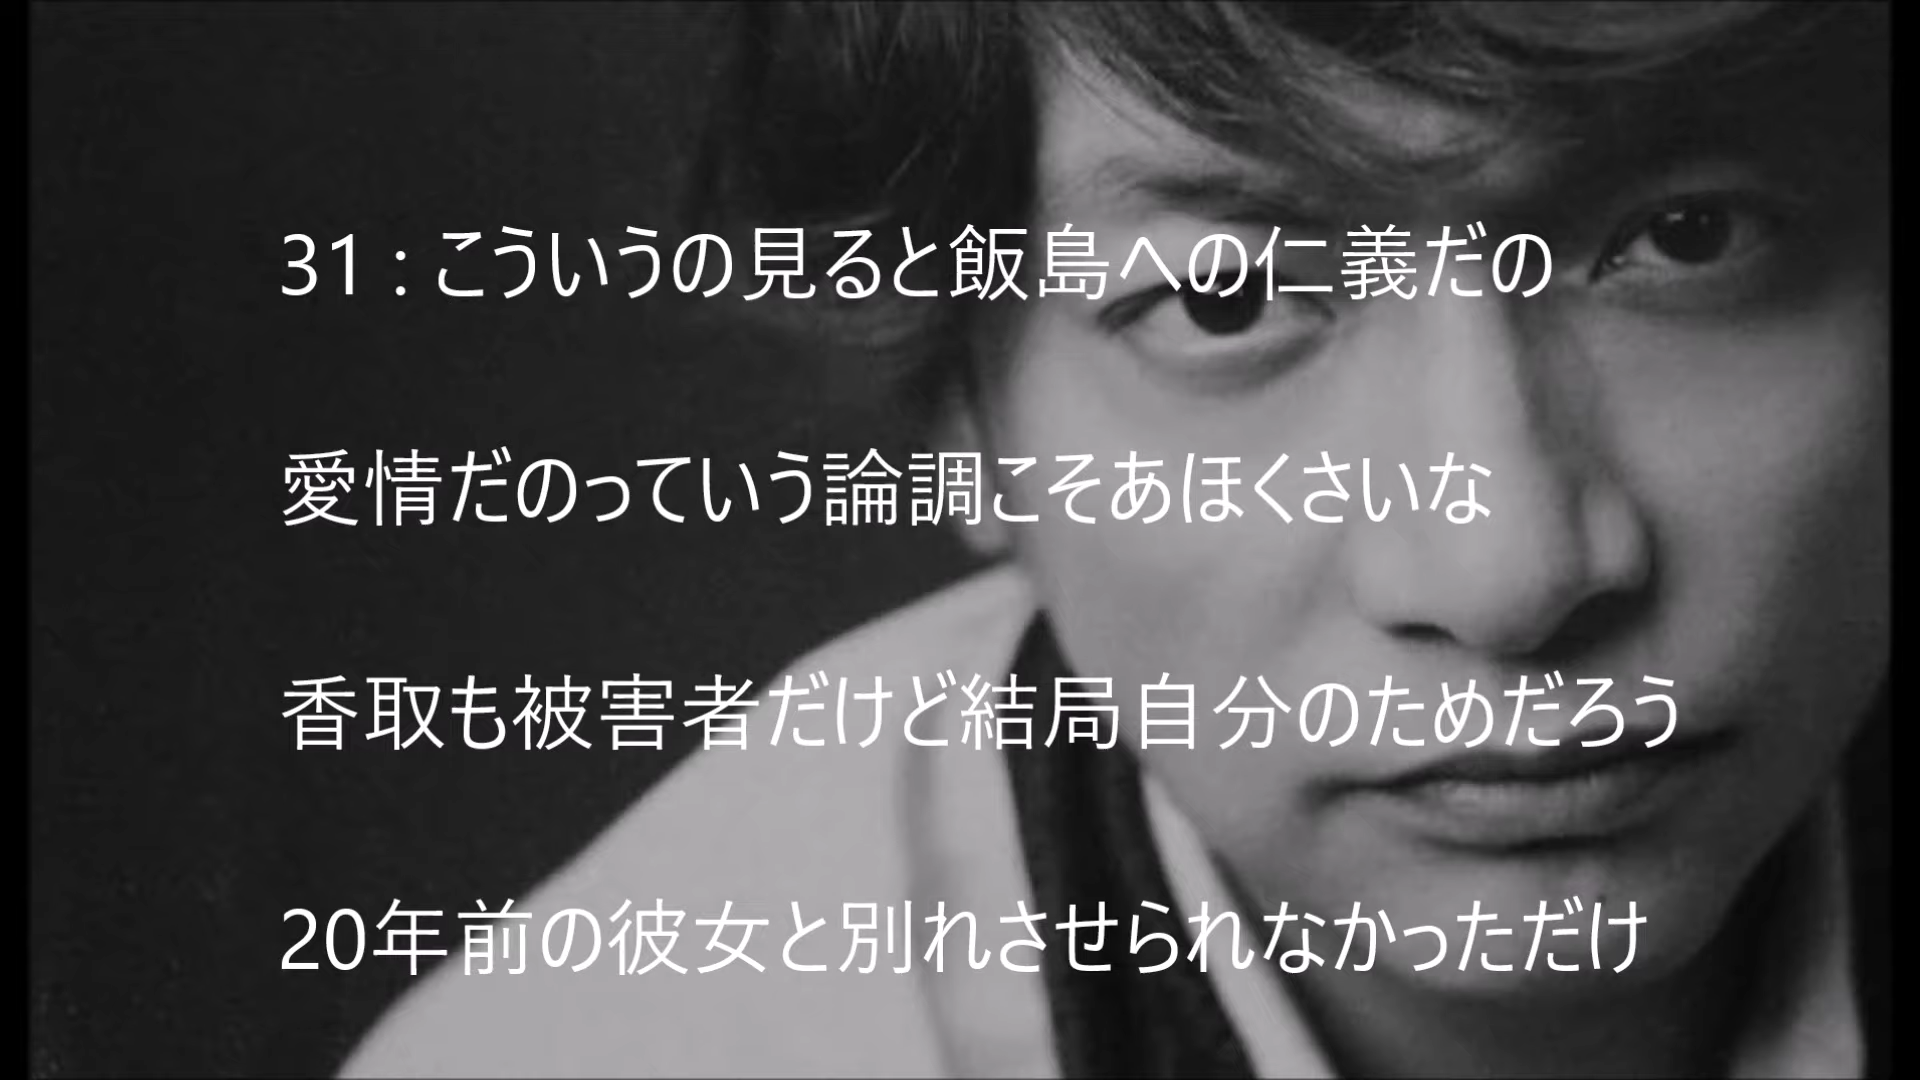 31 : こういうの見ると飯島への仁義だの
愛情だのっていう論調こそあほくさいな
香取も被害者だけど結局自分のためだろう
20年前の彼女と別れさせられなかっただけ